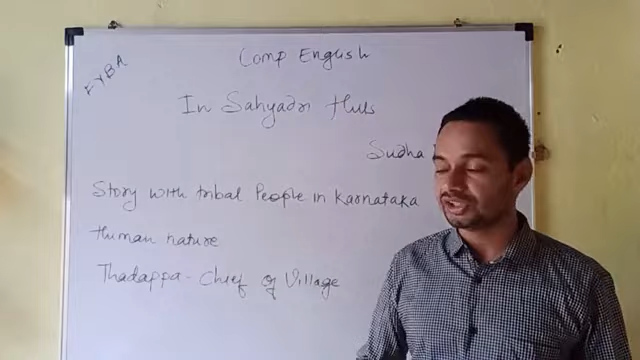 FYBA
Comp English
In Sahyadri Hills
Sudha
Story with tribal People in Karnataka
Human nature
Thadappa - Chief of Village